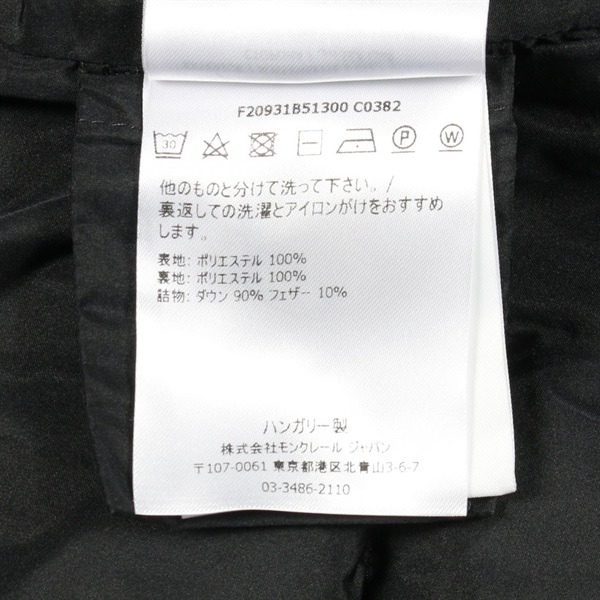 F20931B51300 C0382
30 P W
他のものと分けて洗って下さい。/
裏返しての洗濯とアイロンがけをおすすめ
します。
表地: ポリエステル 100%
裏地: ポリエステル 100%
詰物: ダウン 90% フェザー 10%
ハンガリー製
株式会社モンクレール ジャパン
〒107-0061 東京都港区北青山3-6-7
03-3486-2110